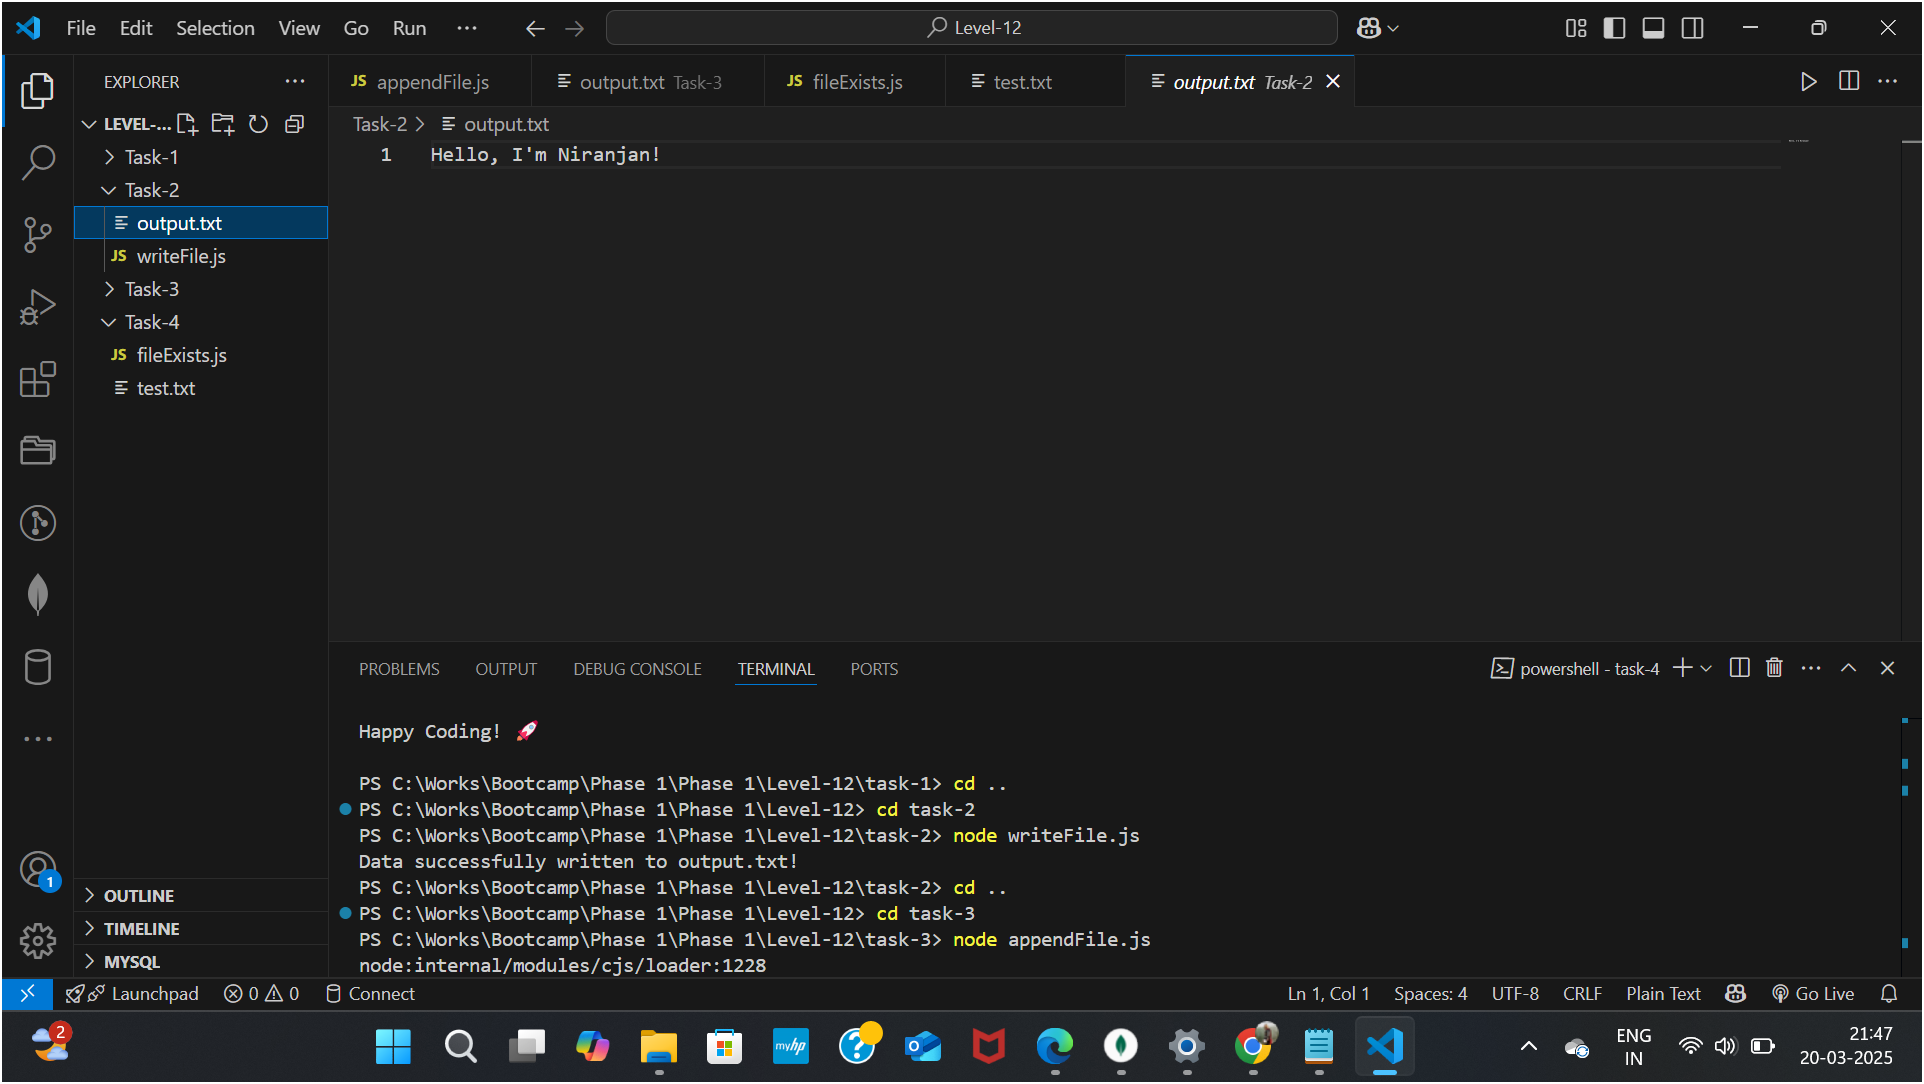 File Edit Selection View Go Run ··· Level-12
EXPLORER ···
JS appendFile.js output.txt Task-3 JS fileExists.js test.txt output.txt Task-2
LEVEL-...
Task-2 > output.txt
1 Hello, I'm Niranjan!
Task-1
Task-2
output.txt
JS writeFile.js
Task-3
Task-4
JS fileExists.js
test.txt
PROBLEMS OUTPUT DEBUG CONSOLE TERMINAL PORTS powershell - task-4
Happy Coding! 🚀
PS C:\Works\Bootcamp\Phase 1\Phase 1\Level-12\task-1> cd ..
PS C:\Works\Bootcamp\Phase 1\Phase 1\Level-12> cd task-2
PS C:\Works\Bootcamp\Phase 1\Phase 1\Level-12\task-2> node writeFile.js
Data successfully written to output.txt!
PS C:\Works\Bootcamp\Phase 1\Phase 1\Level-12\task-2> cd ..
PS C:\Works\Bootcamp\Phase 1\Phase 1\Level-12> cd task-3
PS C:\Works\Bootcamp\Phase 1\Phase 1\Level-12\task-3> node appendFile.js
node:internal/modules/cjs/loader:1228
1
OUTLINE
TIMELINE
MYSQL
Launchpad 0 0 Connect Ln 1, Col 1 Spaces: 4 UTF-8 CRLF Plain Text Go Live
2
myhp
ENG
IN
21:47
20-03-2025